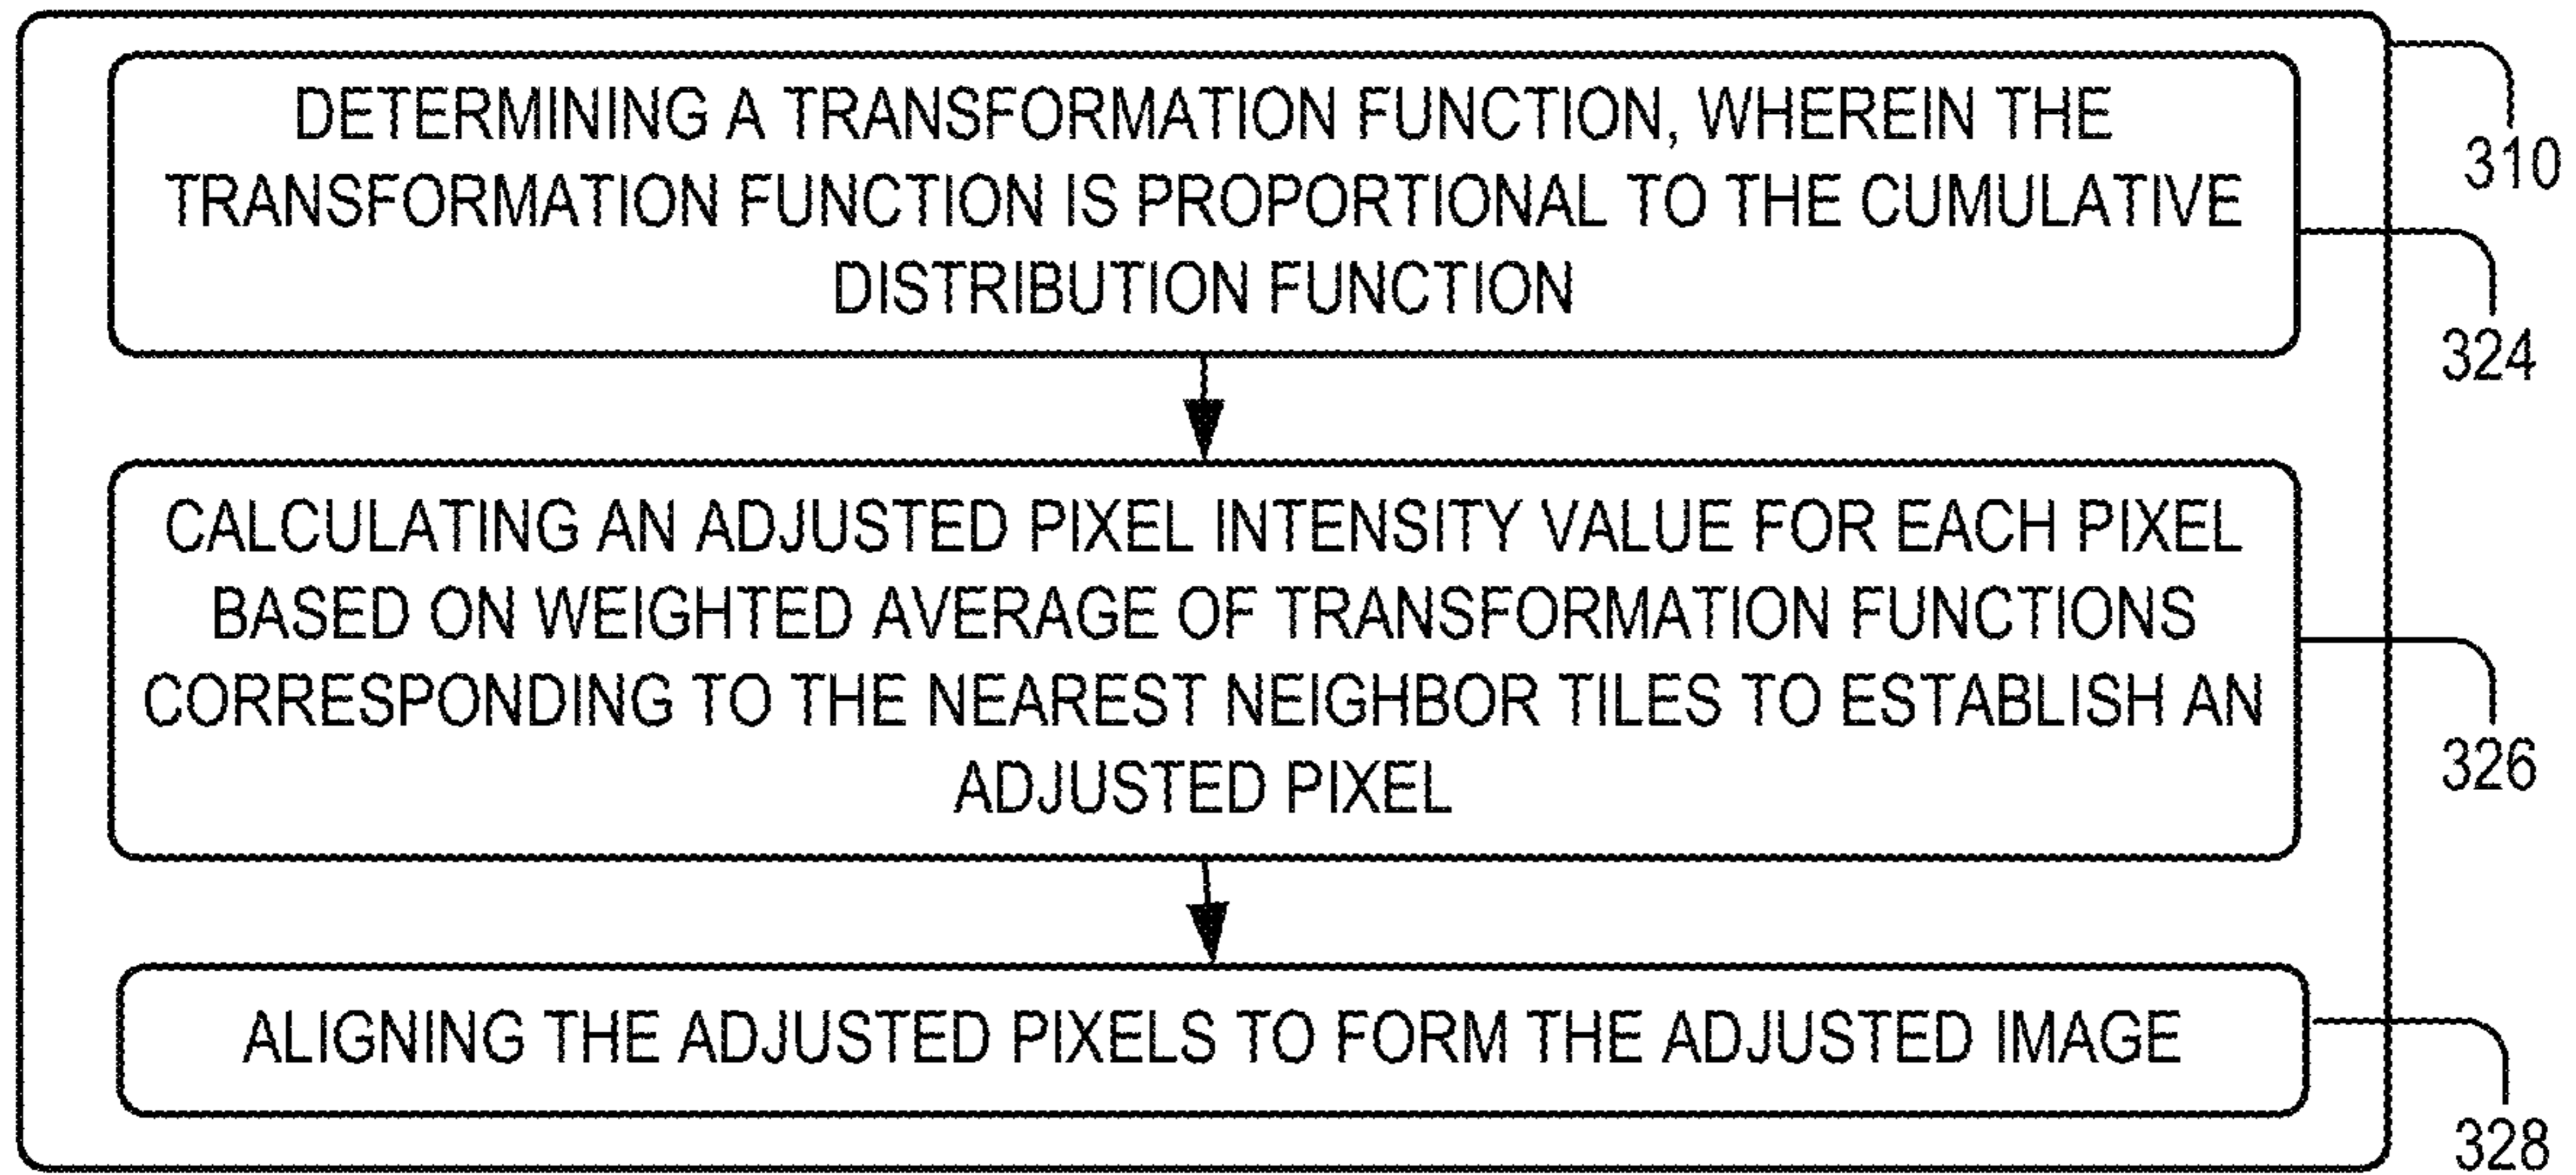 DETERMINING A TRANSFORMATION FUNCTION, WHEREIN THE
TRANSFORMATION FUNCTION IS PROPORTIONAL TO THE CUMULATIVE
DISTRIBUTION FUNCTION
310
324
CALCULATING AN ADJUSTED PIXEL INTENSITY VALUE FOR EACH PIXEL
BASED ON WEIGHTED AVERAGE OF TRANSFORMATION FUNCTIONS
CORRESPONDING TO THE NEAREST NEIGHBOR TILES TO ESTABLISH AN
ADJUSTED PIXEL
326
ALIGNING THE ADJUSTED PIXELS TO FORM THE ADJUSTED IMAGE
328